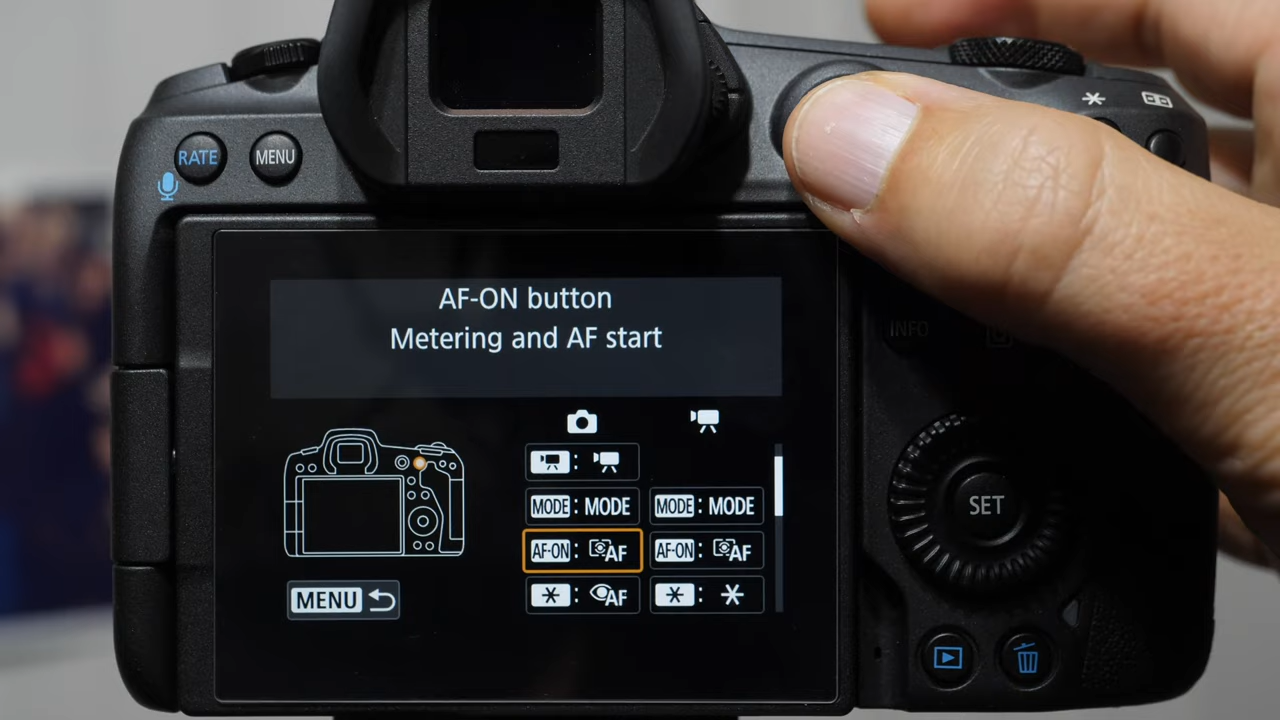 RATE MENU
AF-ON button
Metering and AF start
INFO
MODE : MODE MODE : MODE
AF-ON : AF AF-ON : AF
: AF
MENU
SET